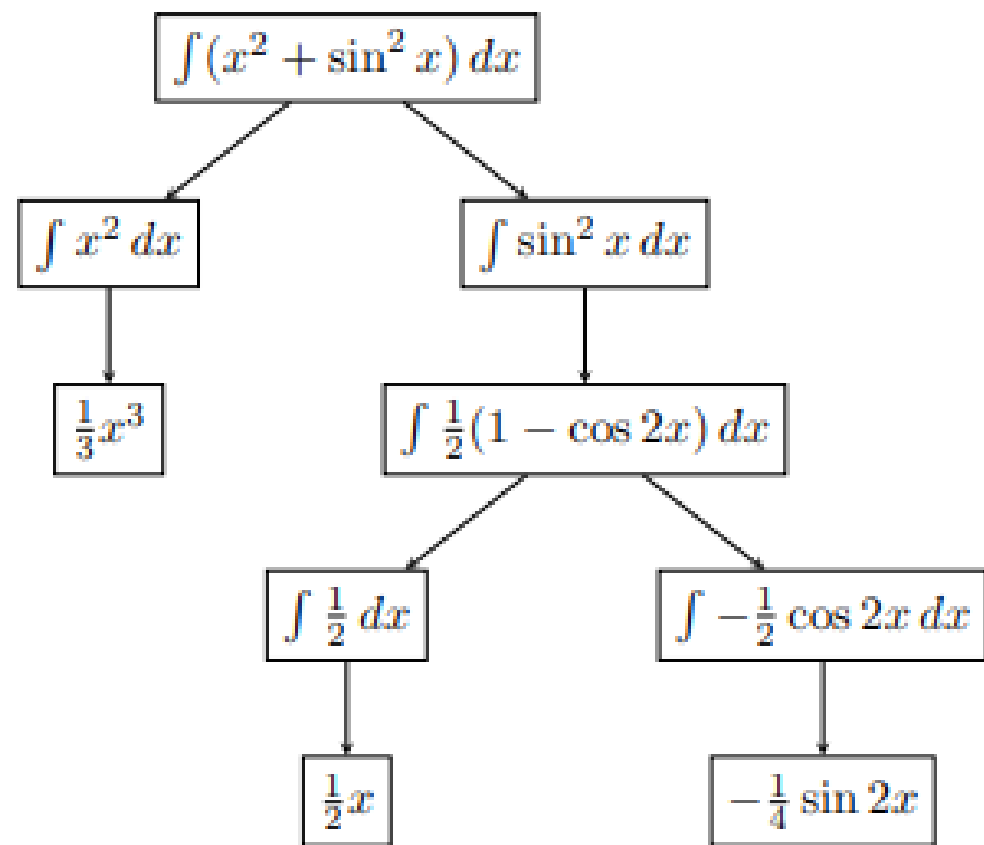 ∫(x² + sin² x) dx
∫ x² dx
∫ sin² x dx
⅓x³
∫ ½(1 − cos 2x) dx
∫ ½ dx
∫ −½ cos 2x dx
½x
−¼ sin 2x